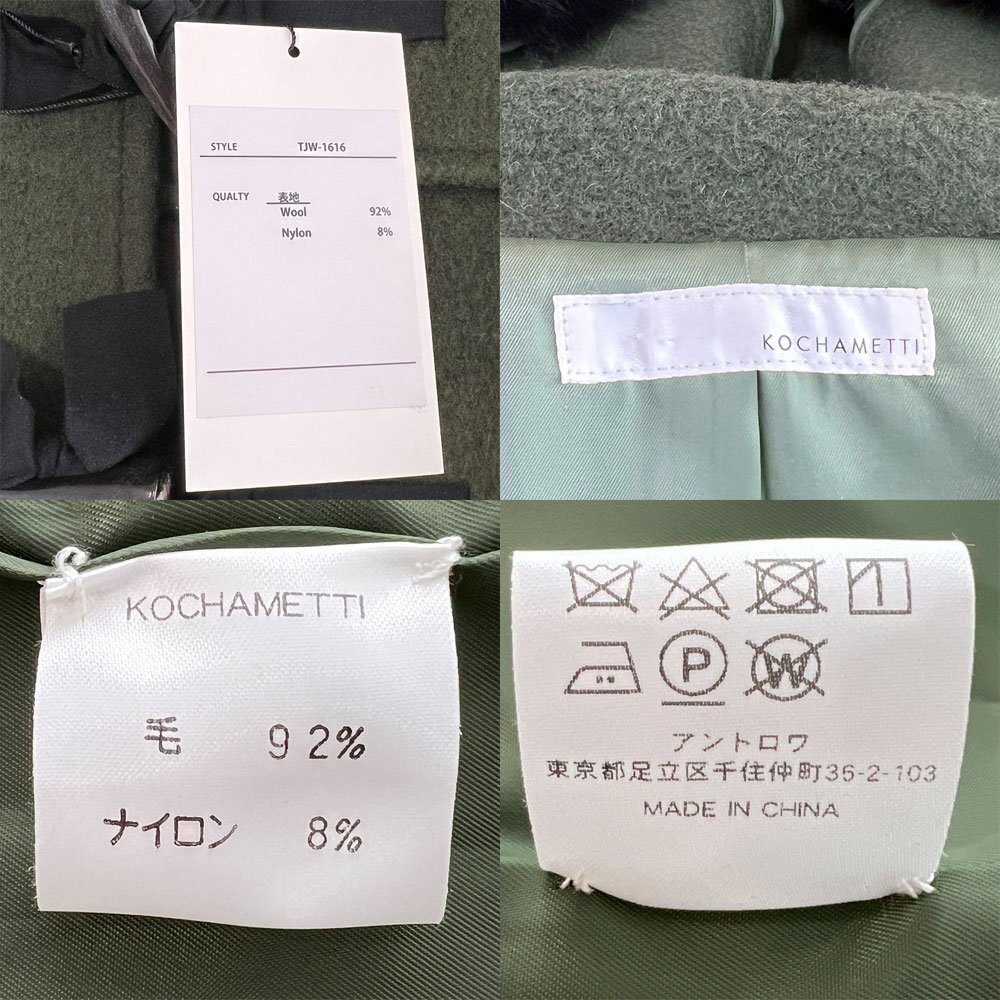 STYLE TJW-1616
QUALTY 表地
Wool 92%
Nylon 8%
KOCHAMETTI
KOCHAMETTI
毛 92%
ナイロン 8%
P W
アントロワ
東京都足立区千住仲町36-2-103
MADE IN CHINA